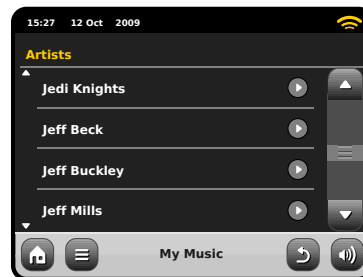 15:27 12 Oct 2009
Artists
Jedi Knights
Jeff Beck
Jeff Buckley
Jeff Mills
My Music